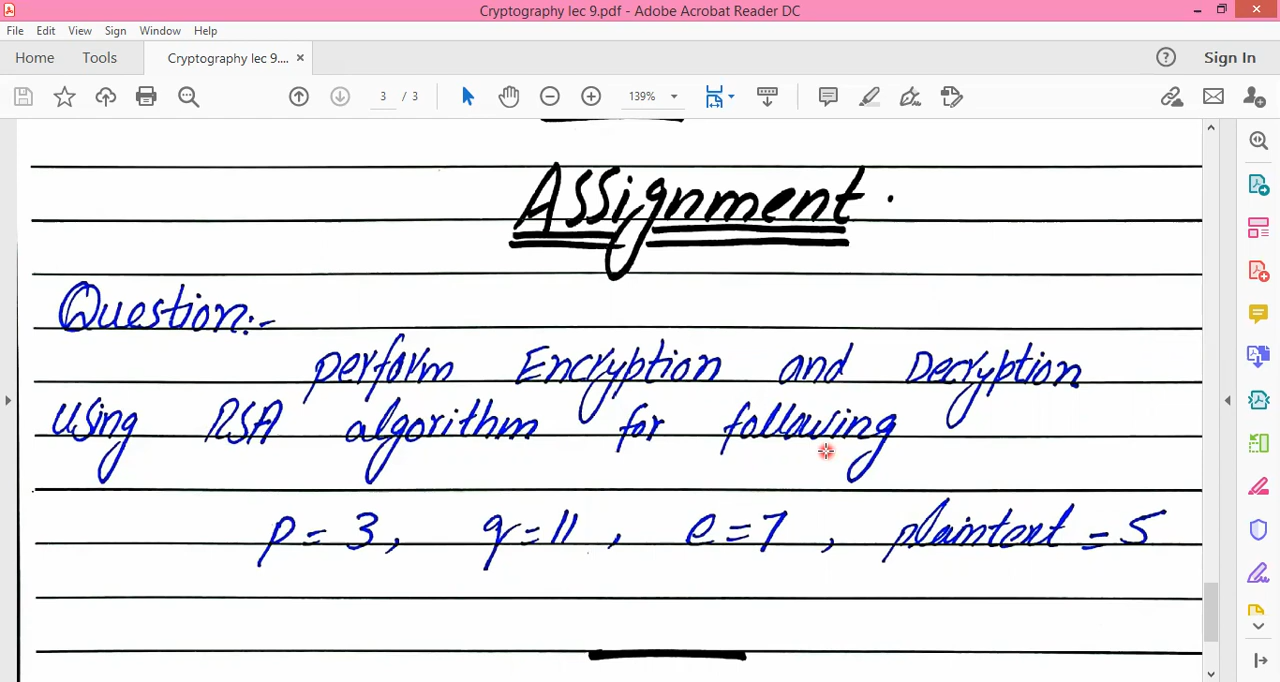 Cryptography lec 9.pdf - Adobe Acrobat Reader DC
File Edit View Sign Window Help
Home Tools Cryptography lec 9.... × Sign In
3 / 3 139%
Assignment.
Question:-
perform Encryption and Decryption
using RSA algorithm for following
p = 3, q = 11, e = 7, plaintext = 5